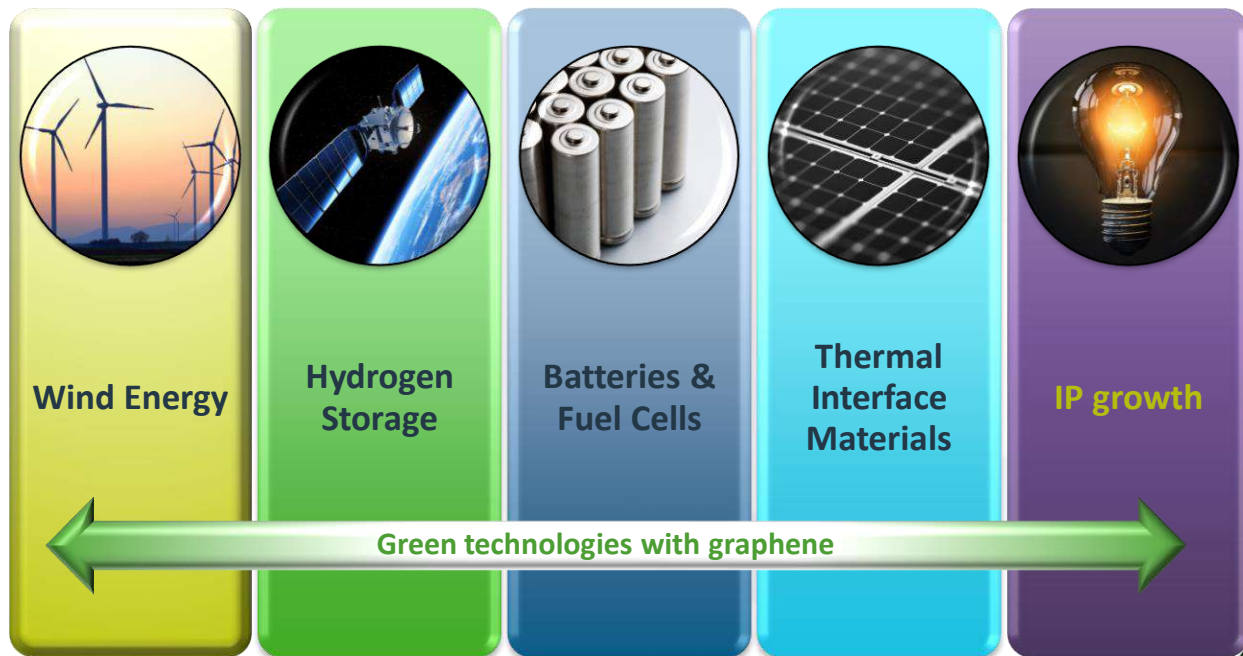 Wind Energy
Hydrogen
Storage
Batteries &
Fuel Cells
Thermal
Interface
Materials
IP growth
Green technologies with graphene